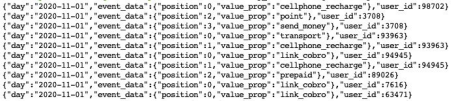 {"day":"2020-11-01","event_data":{"position":0,"value_prop":"cellphone_recharge"},"user_id":98702}
{"day":"2020-11-01","event_data":{"position":2,"value_prop":"point"},"user_id":3708}
{"day":"2020-11-01","event_data":{"position":3,"value_prop":"send_money"},"user_id":3708}
{"day":"2020-11-01","event_data":{"position":0,"value_prop":"transport"},"user_id":93963}
{"day":"2020-11-01","event_data":{"position":1,"value_prop":"cellphone_recharge"},"user_id":93963}
{"day":"2020-11-01","event_data":{"position":0,"value_prop":"link_cobro"},"user_id":94945}
{"day":"2020-11-01","event_data":{"position":1,"value_prop":"cellphone_recharge"},"user_id":94945}
{"day":"2020-11-01","event_data":{"position":2,"value_prop":"prepaid"},"user_id":89026}
{"day":"2020-11-01","event_data":{"position":0,"value_prop":"link_cobro"},"user_id":7616}
{"day":"2020-11-01","event_data":{"position":0,"value_prop":"link_cobro"},"user_id":63471}